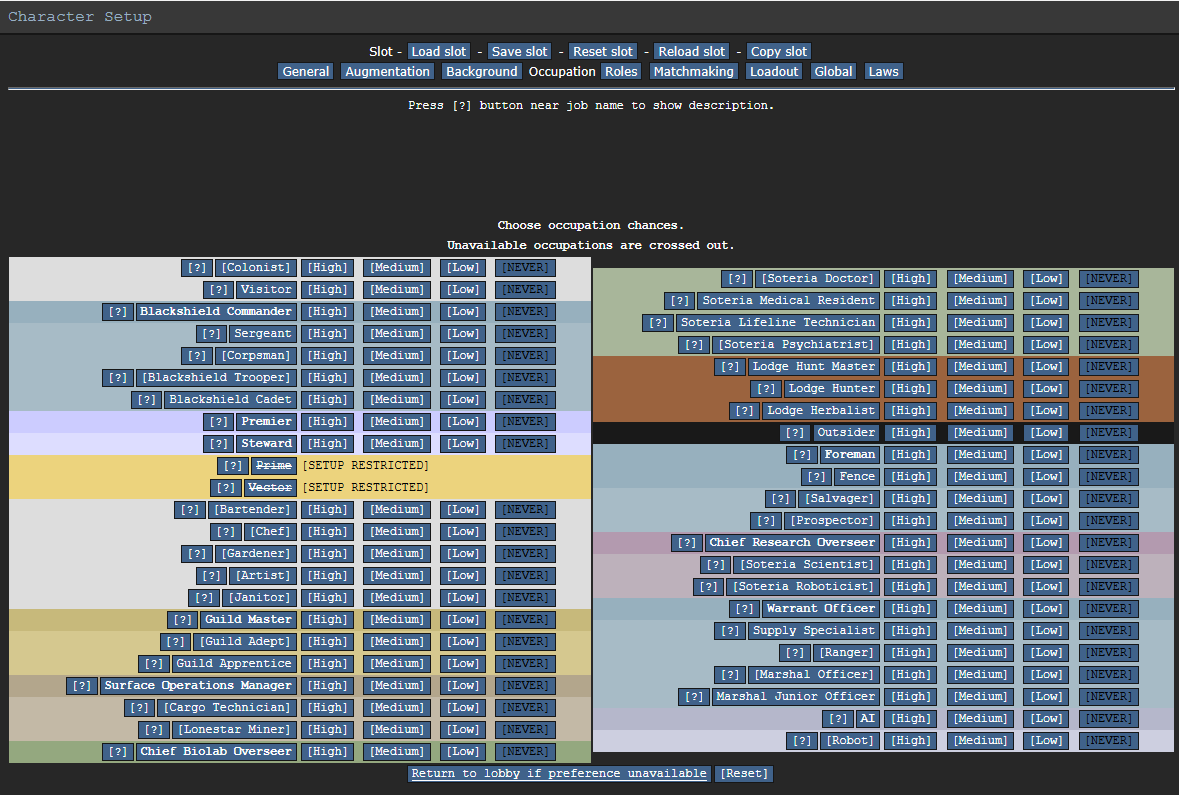 Character Setup
Slot - Load slot - Save slot - Reset slot - Reload slot - Copy slot
General Augmentation Background Occupation Roles Matchmaking Loadout Global Laws
Press [?] button near job name to show description.
Choose occupation chances.
Unavailable occupations are crossed out.
[?] [Colonist] [High] [Medium] [Low] [NEVER]
[?] Visitor [High] [Medium] [Low] [NEVER]
[?] Blackshield Commander [High] [Medium] [Low] [NEVER]
[?] Sergeant [High] [Medium] [Low] [NEVER]
[?] [Corpsman] [High] [Medium] [Low] [NEVER]
[?] [Blackshield Trooper] [High] [Medium] [Low] [NEVER]
[?] Blackshield Cadet [High] [Medium] [Low] [NEVER]
[?] Premier [High] [Medium] [Low] [NEVER]
[?] Steward [High] [Medium] [Low] [NEVER]
[?] Prime [SETUP RESTRICTED]
[?] Vector [SETUP RESTRICTED]
[?] [Bartender] [High] [Medium] [Low] [NEVER]
[?] [Chef] [High] [Medium] [Low] [NEVER]
[?] [Gardener] [High] [Medium] [Low] [NEVER]
[?] [Artist] [High] [Medium] [Low] [NEVER]
[?] [Janitor] [High] [Medium] [Low] [NEVER]
[?] Guild Master [High] [Medium] [Low] [NEVER]
[?] [Guild Adept] [High] [Medium] [Low] [NEVER]
[?] Guild Apprentice [High] [Medium] [Low] [NEVER]
[?] Surface Operations Manager [High] [Medium] [Low] [NEVER]
[?] [Cargo Technician] [High] [Medium] [Low] [NEVER]
[?] [Lonestar Miner] [High] [Medium] [Low] [NEVER]
[?] Chief Biolab Overseer [High] [Medium] [Low] [NEVER]
[?] [Soteria Doctor] [High] [Medium] [Low] [NEVER]
[?] Soteria Medical Resident [High] [Medium] [Low] [NEVER]
[?] Soteria Lifeline Technician [High] [Medium] [Low] [NEVER]
[?] [Soteria Psychiatrist] [High] [Medium] [Low] [NEVER]
[?] Lodge Hunt Master [High] [Medium] [Low] [NEVER]
[?] Lodge Hunter [High] [Medium] [Low] [NEVER]
[?] Lodge Herbalist [High] [Medium] [Low] [NEVER]
[?] Outsider [High] [Medium] [Low] [NEVER]
[?] Foreman [High] [Medium] [Low] [NEVER]
[?] Fence [High] [Medium] [Low] [NEVER]
[?] [Salvager] [High] [Medium] [Low] [NEVER]
[?] [Prospector] [High] [Medium] [Low] [NEVER]
[?] Chief Research Overseer [High] [Medium] [Low] [NEVER]
[?] [Soteria Scientist] [High] [Medium] [Low] [NEVER]
[?] [Soteria Roboticist] [High] [Medium] [Low] [NEVER]
[?] Warrant Officer [High] [Medium] [Low] [NEVER]
[?] Supply Specialist [High] [Medium] [Low] [NEVER]
[?] [Ranger] [High] [Medium] [Low] [NEVER]
[?] [Marshal Officer] [High] [Medium] [Low] [NEVER]
[?] Marshal Junior Officer [High] [Medium] [Low] [NEVER]
[?] AI [High] [Medium] [Low] [NEVER]
[?] [Robot] [High] [Medium] [Low] [NEVER]
Return to lobby if preference unavailable [Reset]